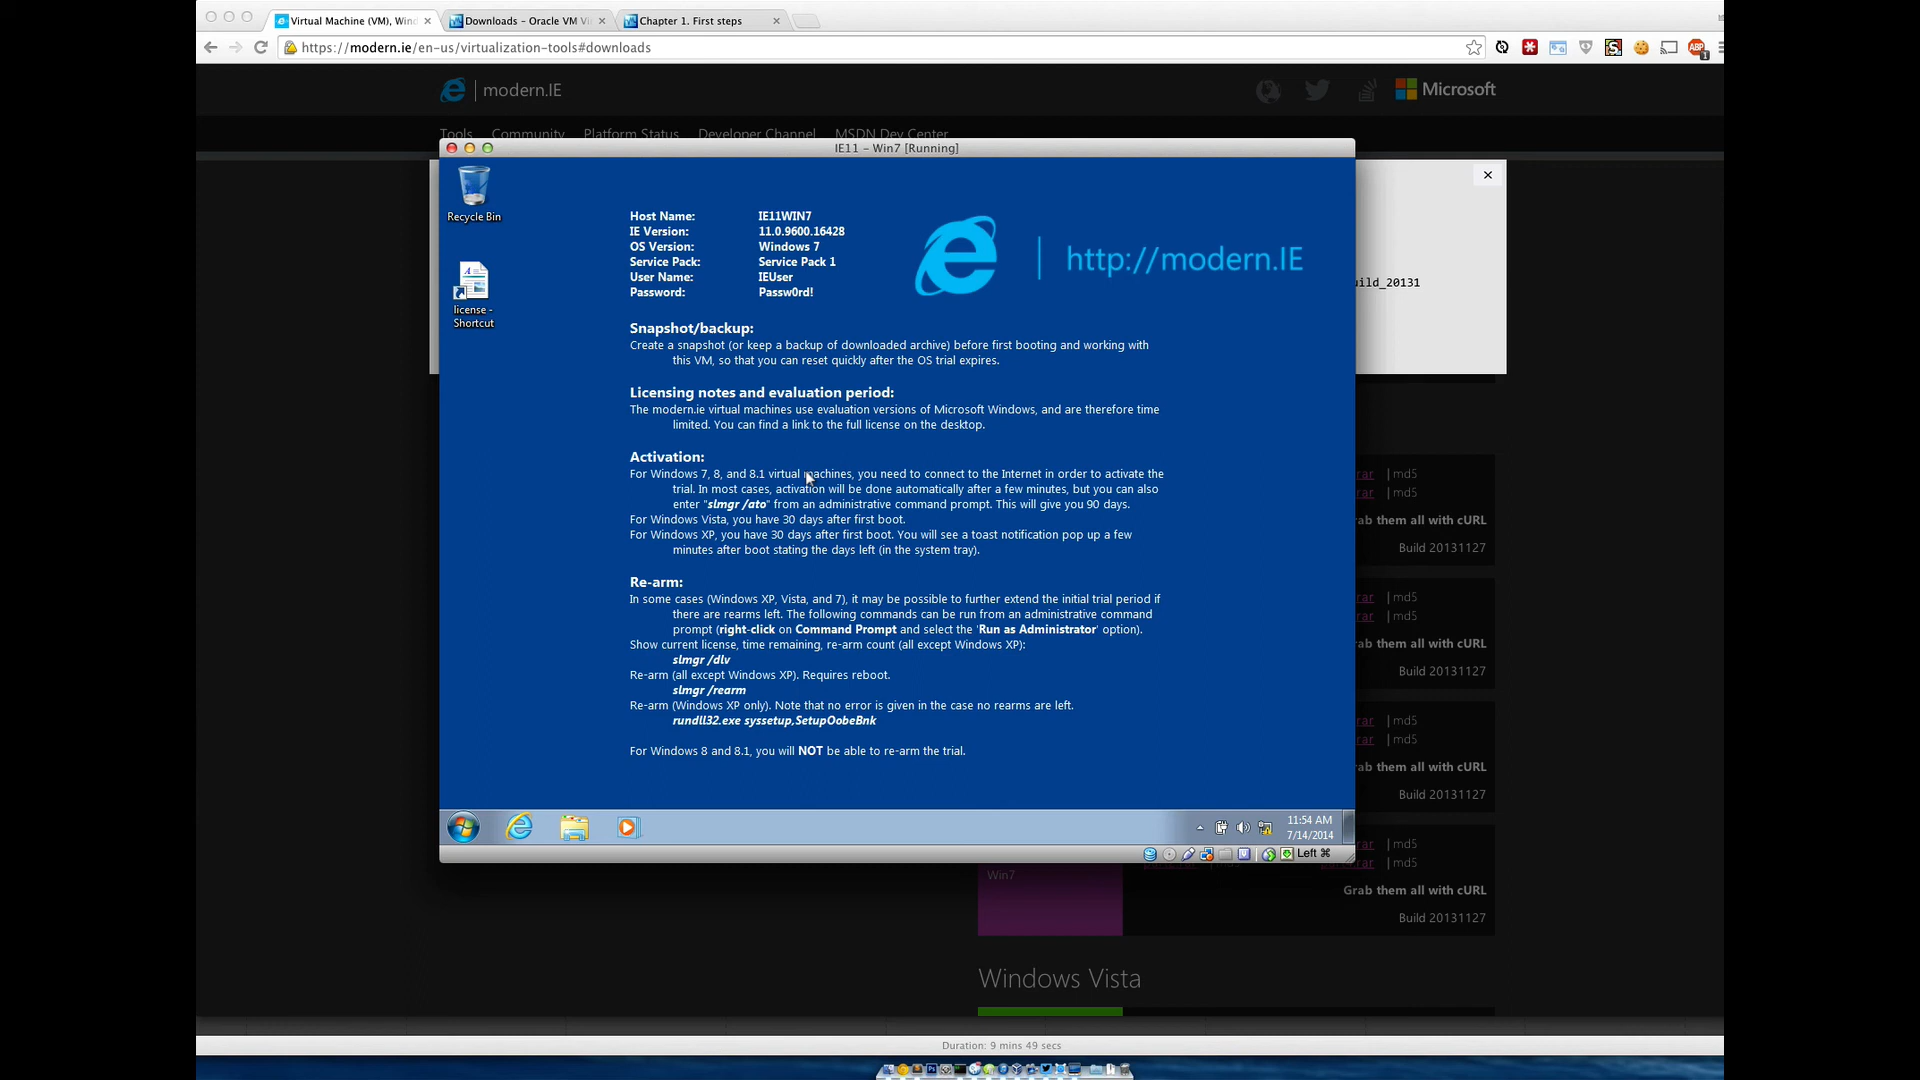 Virtual Machine (VM), Wind
Downloads – Oracle VM Vi
Chapter 1. First steps
https://modern.ie/en-us/virtualization-tools#downloads
ABP
1
modern.IE
Microsoft
Tools Community Platform Status Developer Channel MSDN Dev Center
IE11 – Win7 [Running]
Recycle Bin
license -
Shortcut
Host Name: IE11WIN7
IE Version: 11.0.9600.16428
OS Version: Windows 7
Service Pack: Service Pack 1
User Name: IEUser
Password: Passw0rd!
http://modern.IE
uild_20131
Snapshot/backup:
Create a snapshot (or keep a backup of downloaded archive) before first booting and working with
this VM, so that you can reset quickly after the OS trial expires.
Licensing notes and evaluation period:
The modern.ie virtual machines use evaluation versions of Microsoft Windows, and are therefore time
limited. You can find a link to the full license on the desktop.
Activation:
For Windows 7, 8, and 8.1 virtual machines, you need to connect to the Internet in order to activate the
trial. In most cases, activation will be done automatically after a few minutes, but you can also
enter "slmgr /ato" from an administrative command prompt. This will give you 90 days.
For Windows Vista, you have 30 days after first boot.
For Windows XP, you have 30 days after first boot. You will see a toast notification pop up a few
minutes after boot stating the days left (in the system tray).
Re-arm:
In some cases (Windows XP, Vista, and 7), it may be possible to further extend the initial trial period if
there are rearms left. The following commands can be run from an administrative command
prompt (right-click on Command Prompt and select the 'Run as Administrator' option).
Show current license, time remaining, re-arm count (all except Windows XP):
slmgr /dlv
Re-arm (all except Windows XP). Requires reboot.
slmgr /rearm
Re-arm (Windows XP only). Note that no error is given in the case no rearms are left.
rundll32.exe syssetup,SetupOobeBnk
For Windows 8 and 8.1, you will NOT be able to re-arm the trial.
11:54 AM
7/14/2014
Left ⌘
rar | md5
rar | md5
rab them all with cURL
Build 20131127
rar | md5
rar | md5
rab them all with cURL
Build 20131127
rar | md5
rar | md5
rab them all with cURL
Build 20131127
rar | md5
rar | md5
Win7
Grab them all with cURL
Build 20131127
Windows Vista
Duration: 9 mins 49 secs